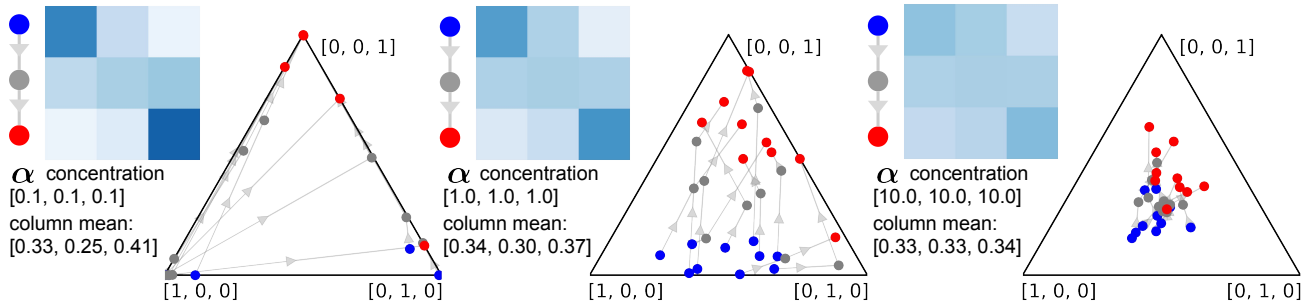 [0, 0, 1]
α concentration
[0.1, 0.1, 0.1]
column mean:
[0.33, 0.25, 0.41]
[1, 0, 0]
[0, 1, 0]
[0, 0, 1]
α concentration
[1.0, 1.0, 1.0]
column mean:
[0.34, 0.30, 0.37]
[1, 0, 0]
[0, 1, 0]
[0, 0, 1]
α concentration
[10.0, 10.0, 10.0]
column mean:
[0.33, 0.33, 0.34]
[1, 0, 0]
[0, 1, 0]